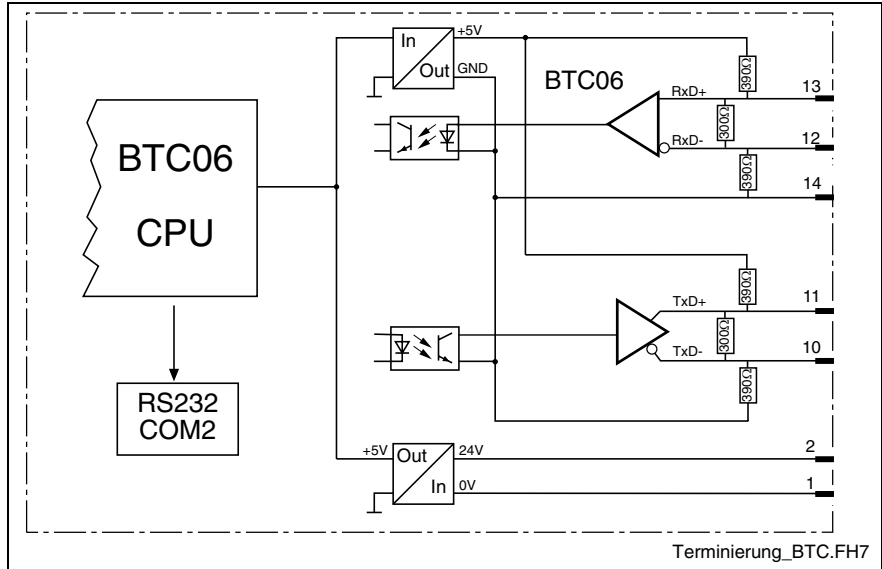 In
Out
+5V
GND
BTC06
RxD+
RxD-
390Ω
300Ω
390Ω
13
12
14
BTC06
CPU
TxD+
TxD-
390Ω
300Ω
390Ω
11
10
RS232
COM2
+5V
Out
In
24V
0V
2
1
Terminierung_BTC.FH7